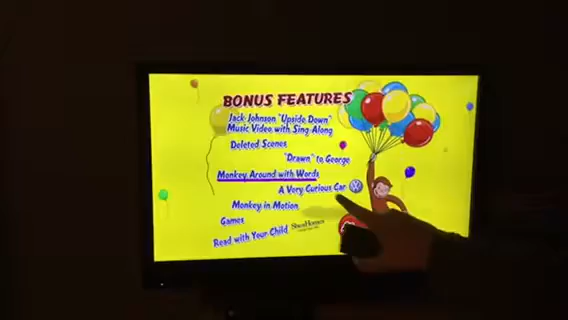 BONUS FEATURES
Jack Johnson "Upside Down"
Music Video with Sing Along
Deleted Scenes
"Drawn" to George
Monkey Around with Words
A Very Curious Car
Monkey in Motion
Games
Read with Your Child